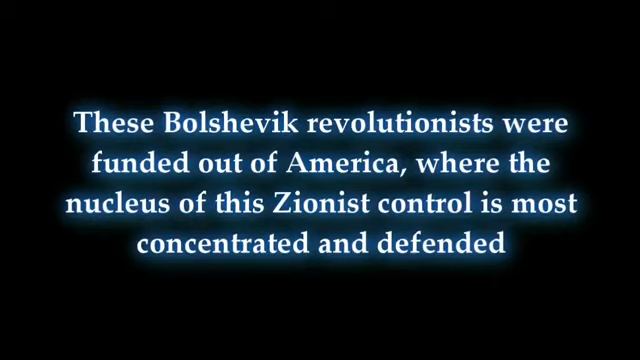 These Bolshevik revolutionists were
funded out of America, where the
nucleus of this Zionist control is most
concentrated and defended